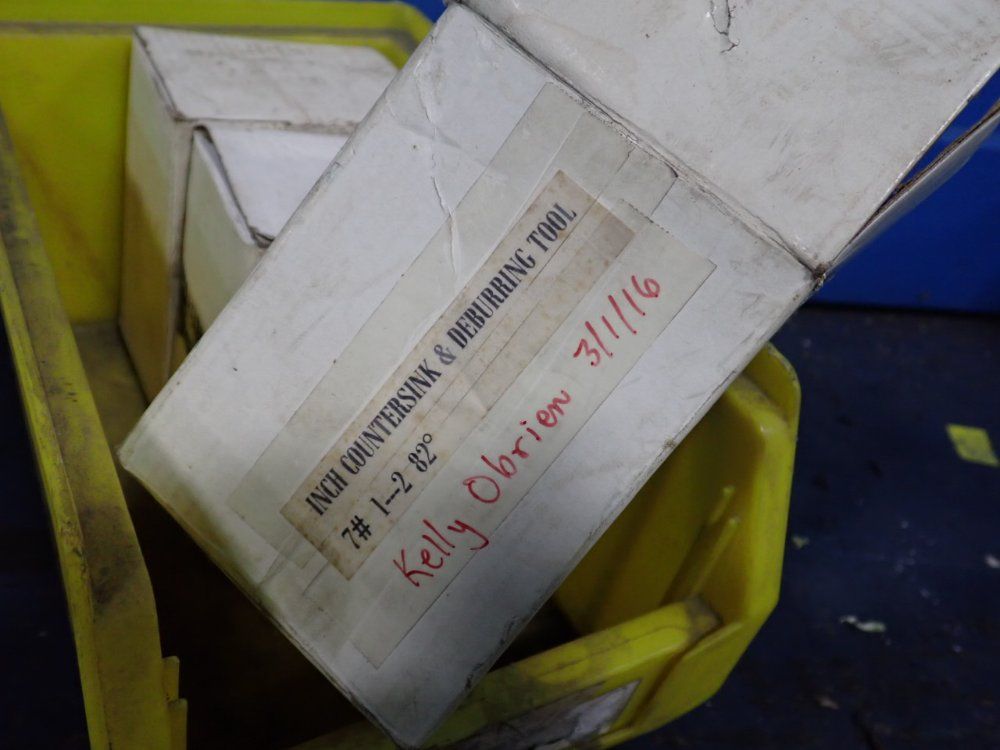 INCH COUNTERSINK & DEBURRING TOOL
7# 1---2 82°
Kelly Obrien 3/1/16